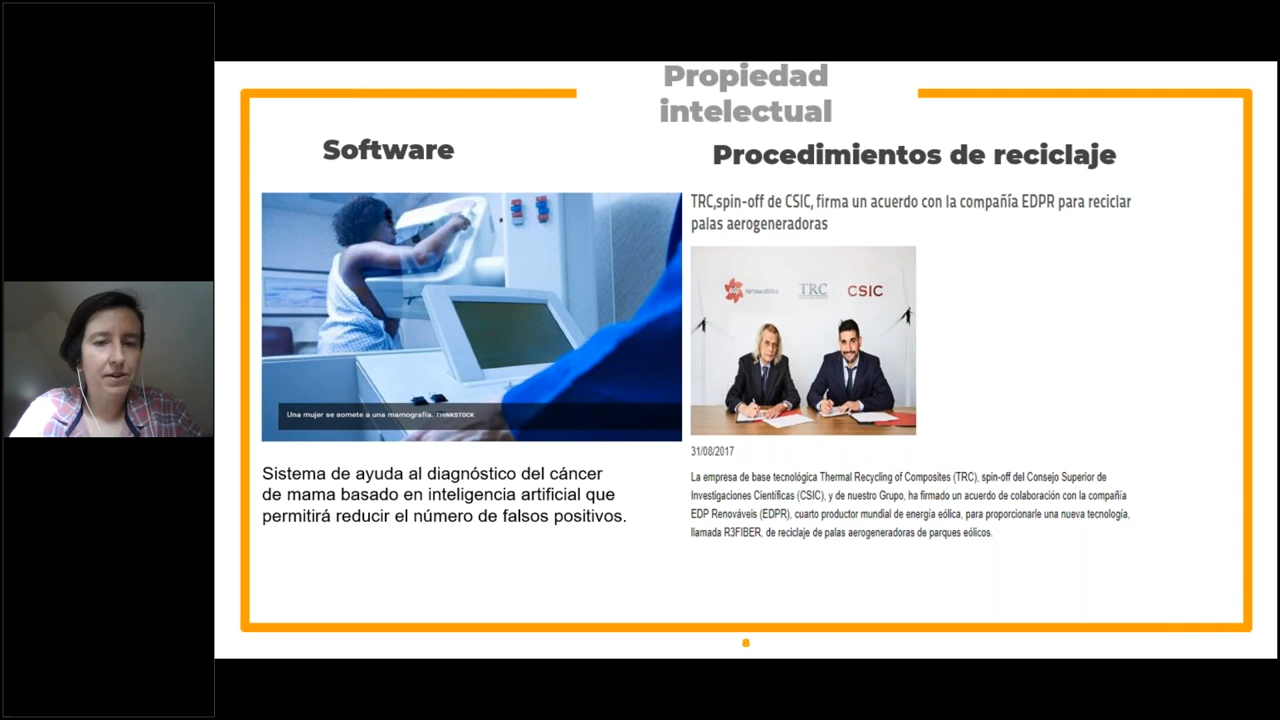 Propiedad
intelectual
Software
Una mujer se somete a una mamografía. THINKSTOCK
Sistema de ayuda al diagnóstico del cáncer
de mama basado en inteligencia artificial que
permitirá reducir el número de falsos positivos.
Procedimientos de reciclaje
TRC,spin-off de CSIC, firma un acuerdo con la compañía EDPR para reciclar
palas aerogeneradoras
renewables
TRC
CSIC
31/08/2017
La empresa de base tecnológica Thermal Recycling of Composites (TRC), spin-off del Consejo Superior de
Investigaciones Científicas (CSIC), y de nuestro Grupo, ha firmado un acuerdo de colaboración con la compañía
EDP Renováveis (EDPR), cuarto productor mundial de energía eólica, para proporcionarle una nueva tecnología,
llamada R3FIBER, de reciclaje de palas aerogeneradoras de parques eólicos.
8